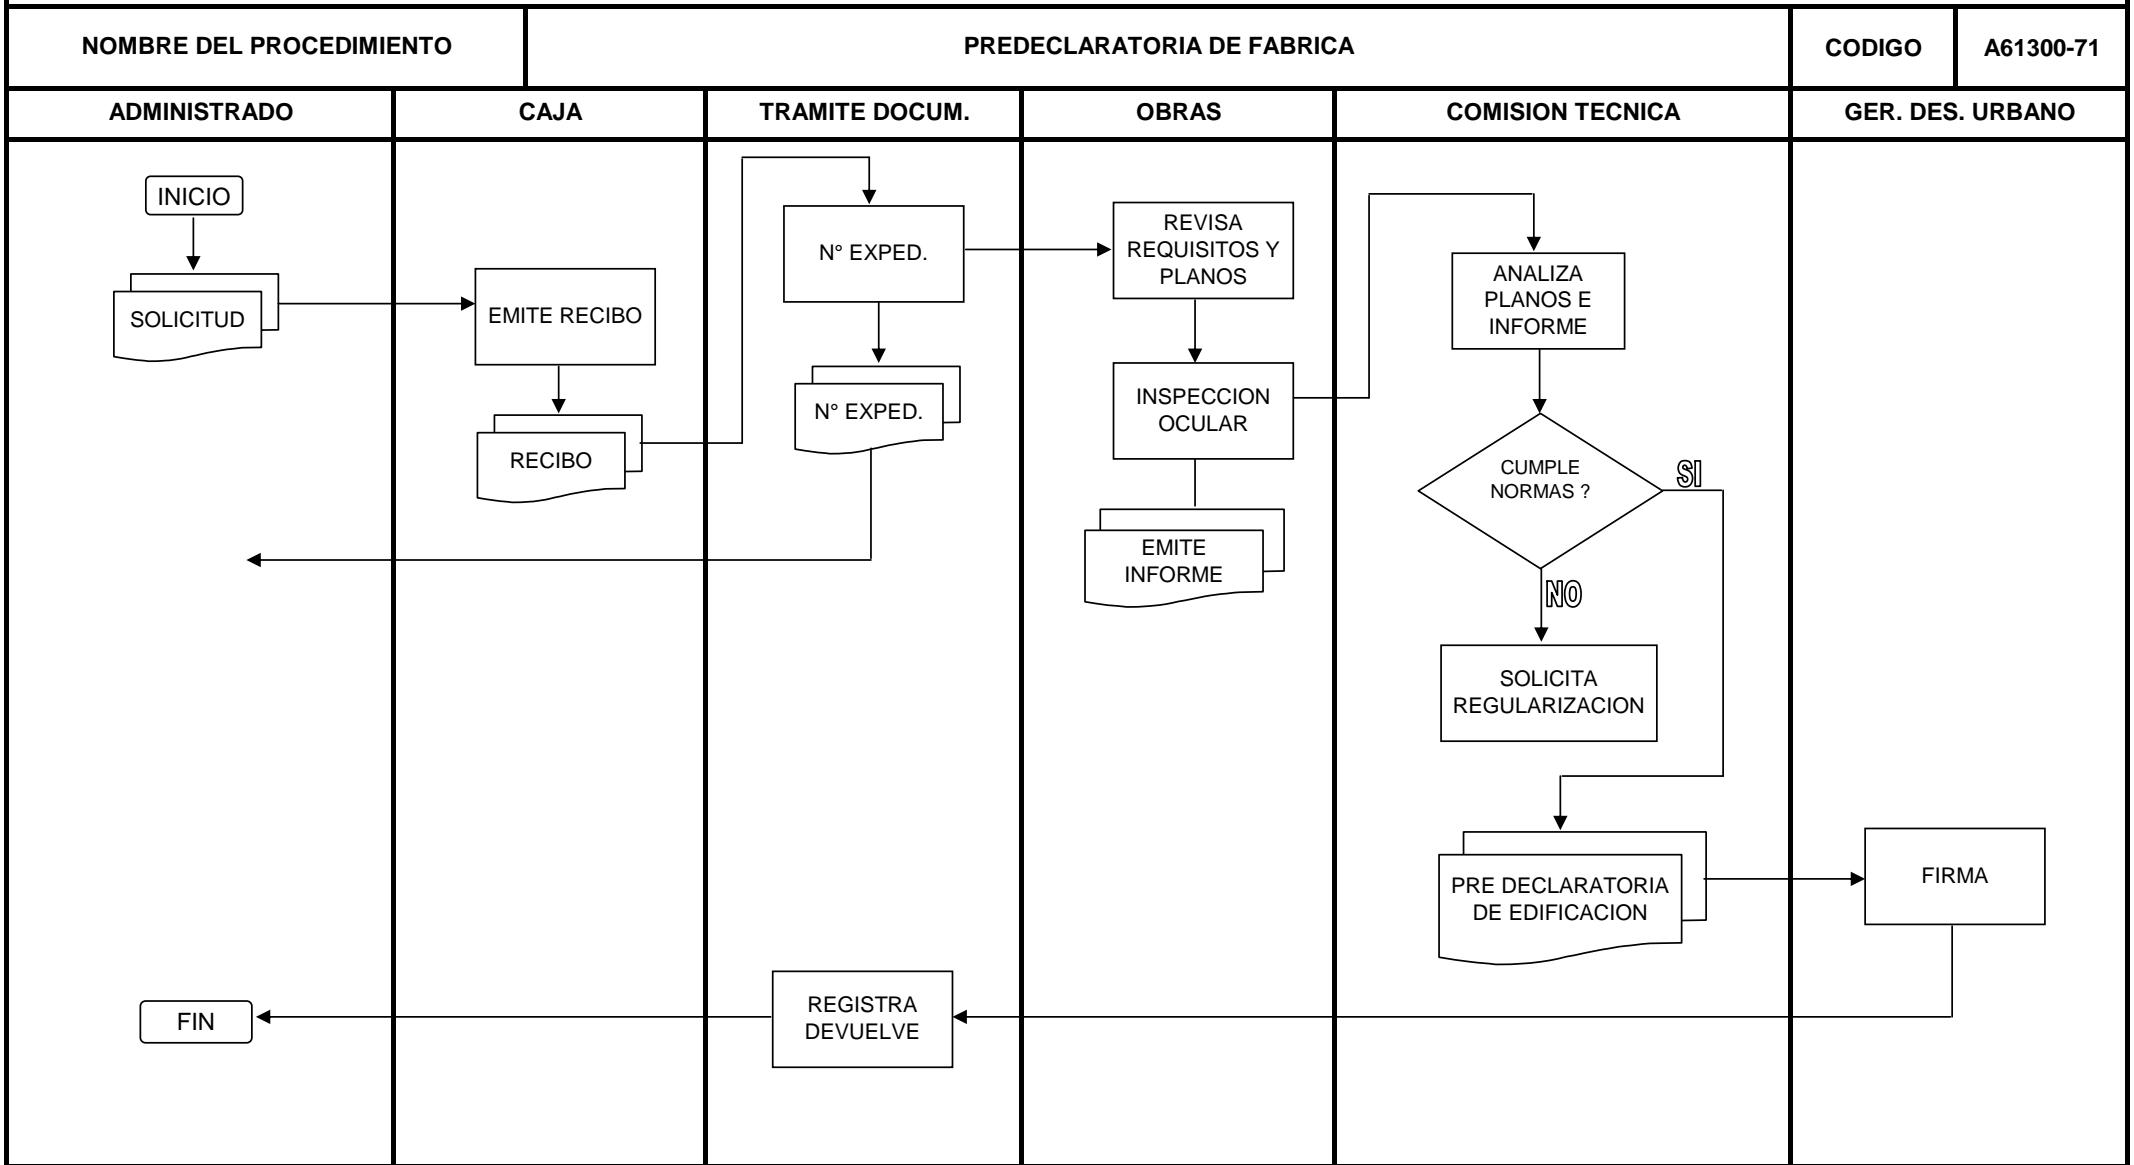 NOMBRE DEL PROCEDIMIENTO
PREDECLARATORIA DE FABRICA
CODIGO
A61300-71
ADMINISTRADO
CAJA
TRAMITE DOCUM.
OBRAS
COMISION TECNICA
GER. DES. URBANO
INICIO
SOLICITUD
EMITE RECIBO
RECIBO
N° EXPED.
N° EXPED.
REVISA
REQUISITOS Y
PLANOS
INSPECCION
OCULAR
EMITE
INFORME
ANALIZA
PLANOS E
INFORME
CUMPLE
NORMAS ?
SI
NO
SOLICITA
REGULARIZACION
PRE DECLARATORIA
DE EDIFICACION
FIRMA
REGISTRA
DEVUELVE
FIN